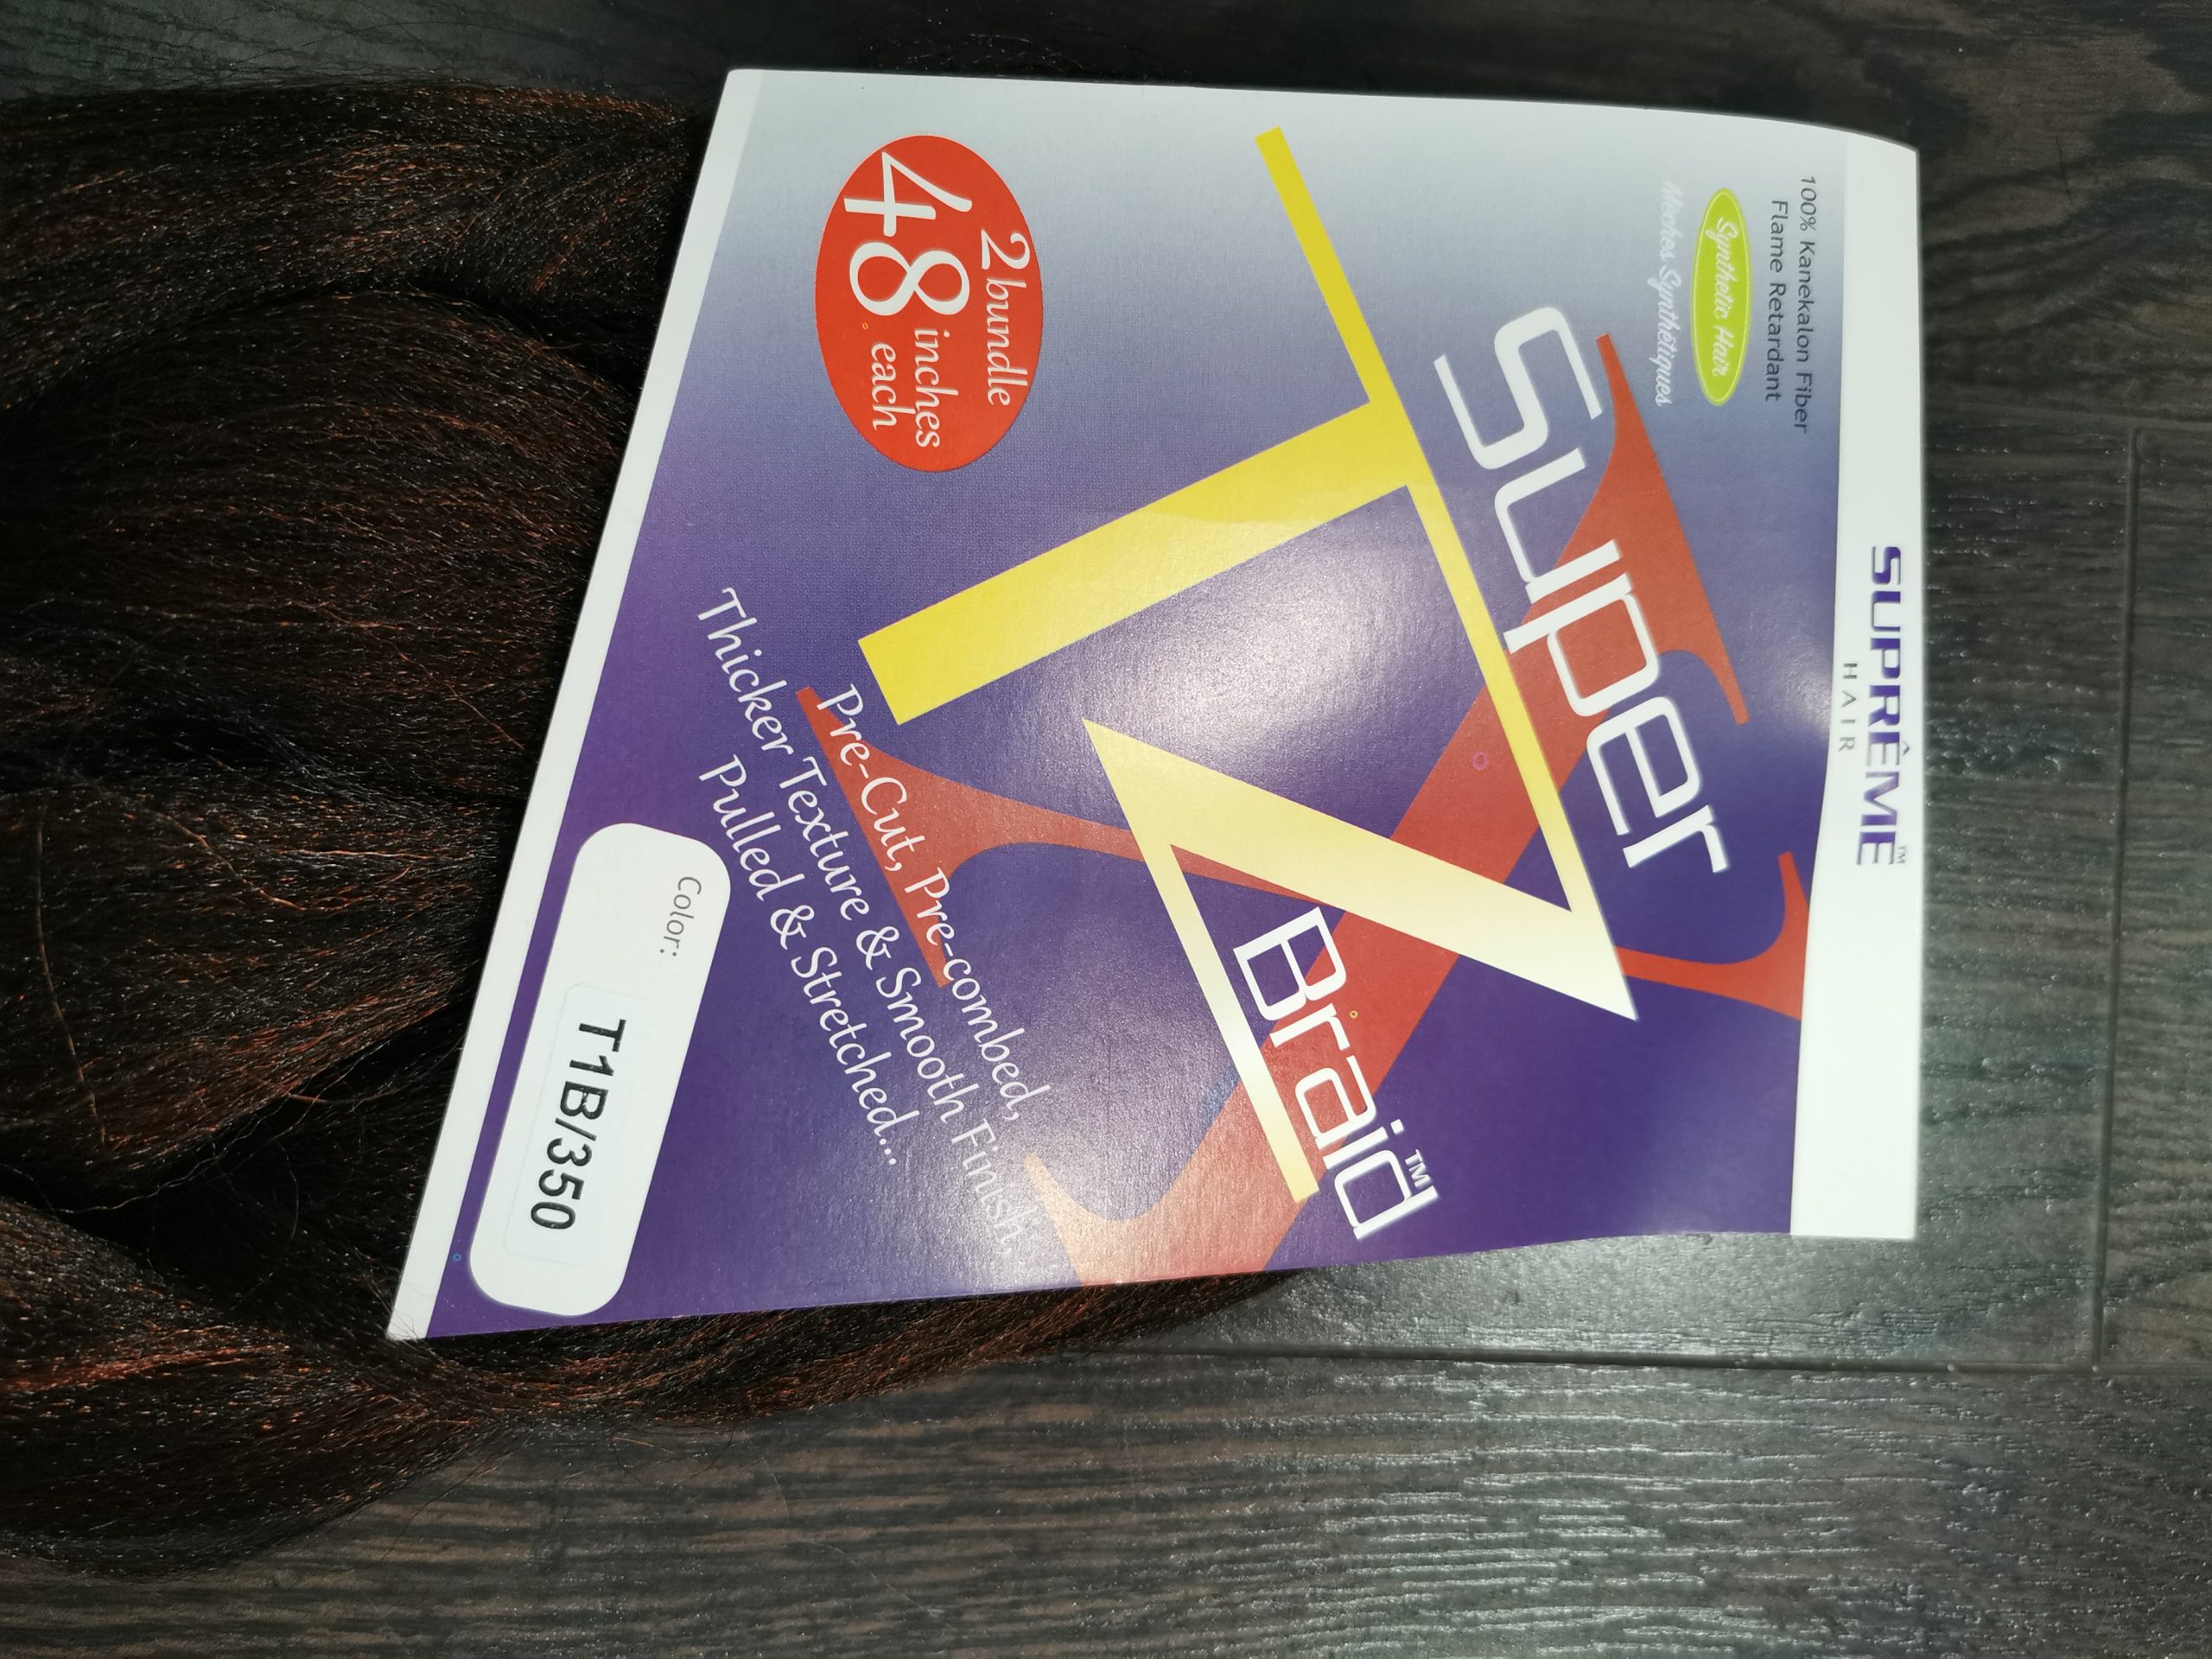 SUPRÊME™
HAIR
100% Kanekalon Fiber
Flame Retardant
Synthetic Hair
Mèches Synthétiques
Super
X
TZ
Braid™
2 bundle
48 inches each
Pre-Cut, Pre-combed,
Thicker Texture & Smooth Finish,
Pulled & Stretched...
Color:
T1B/350